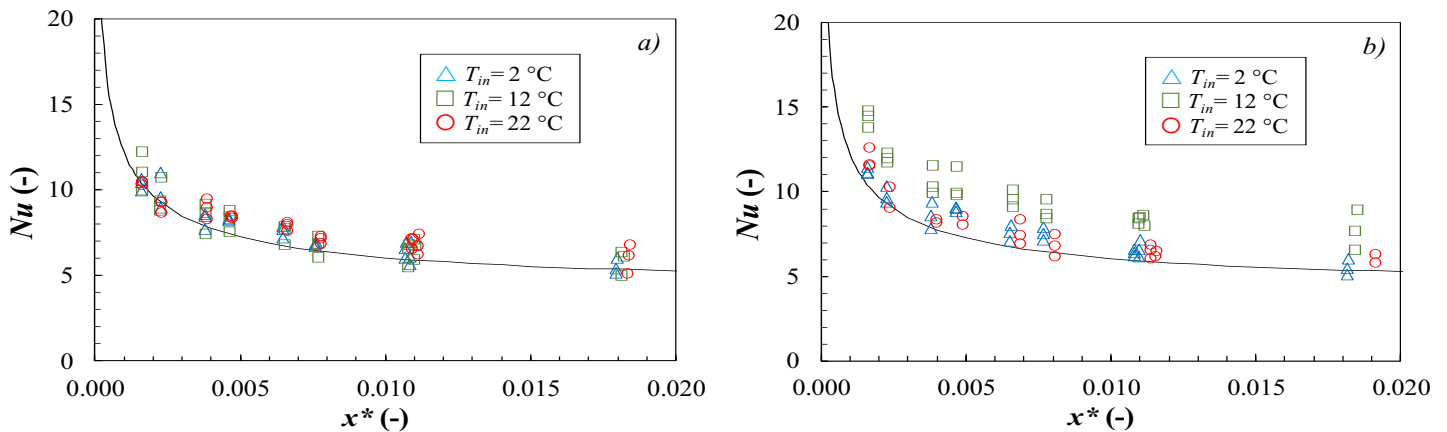 a)
20
15
10
5
0
Nu (-)
T_in= 2 °C
T_in= 12 °C
T_in= 22 °C
0.000 0.005 0.010 0.015 0.020
x* (-)
b)
20
15
10
5
0
Nu (-)
T_in= 2 °C
T_in= 12 °C
T_in= 22 °C
0.000 0.005 0.010 0.015 0.020
x* (-)